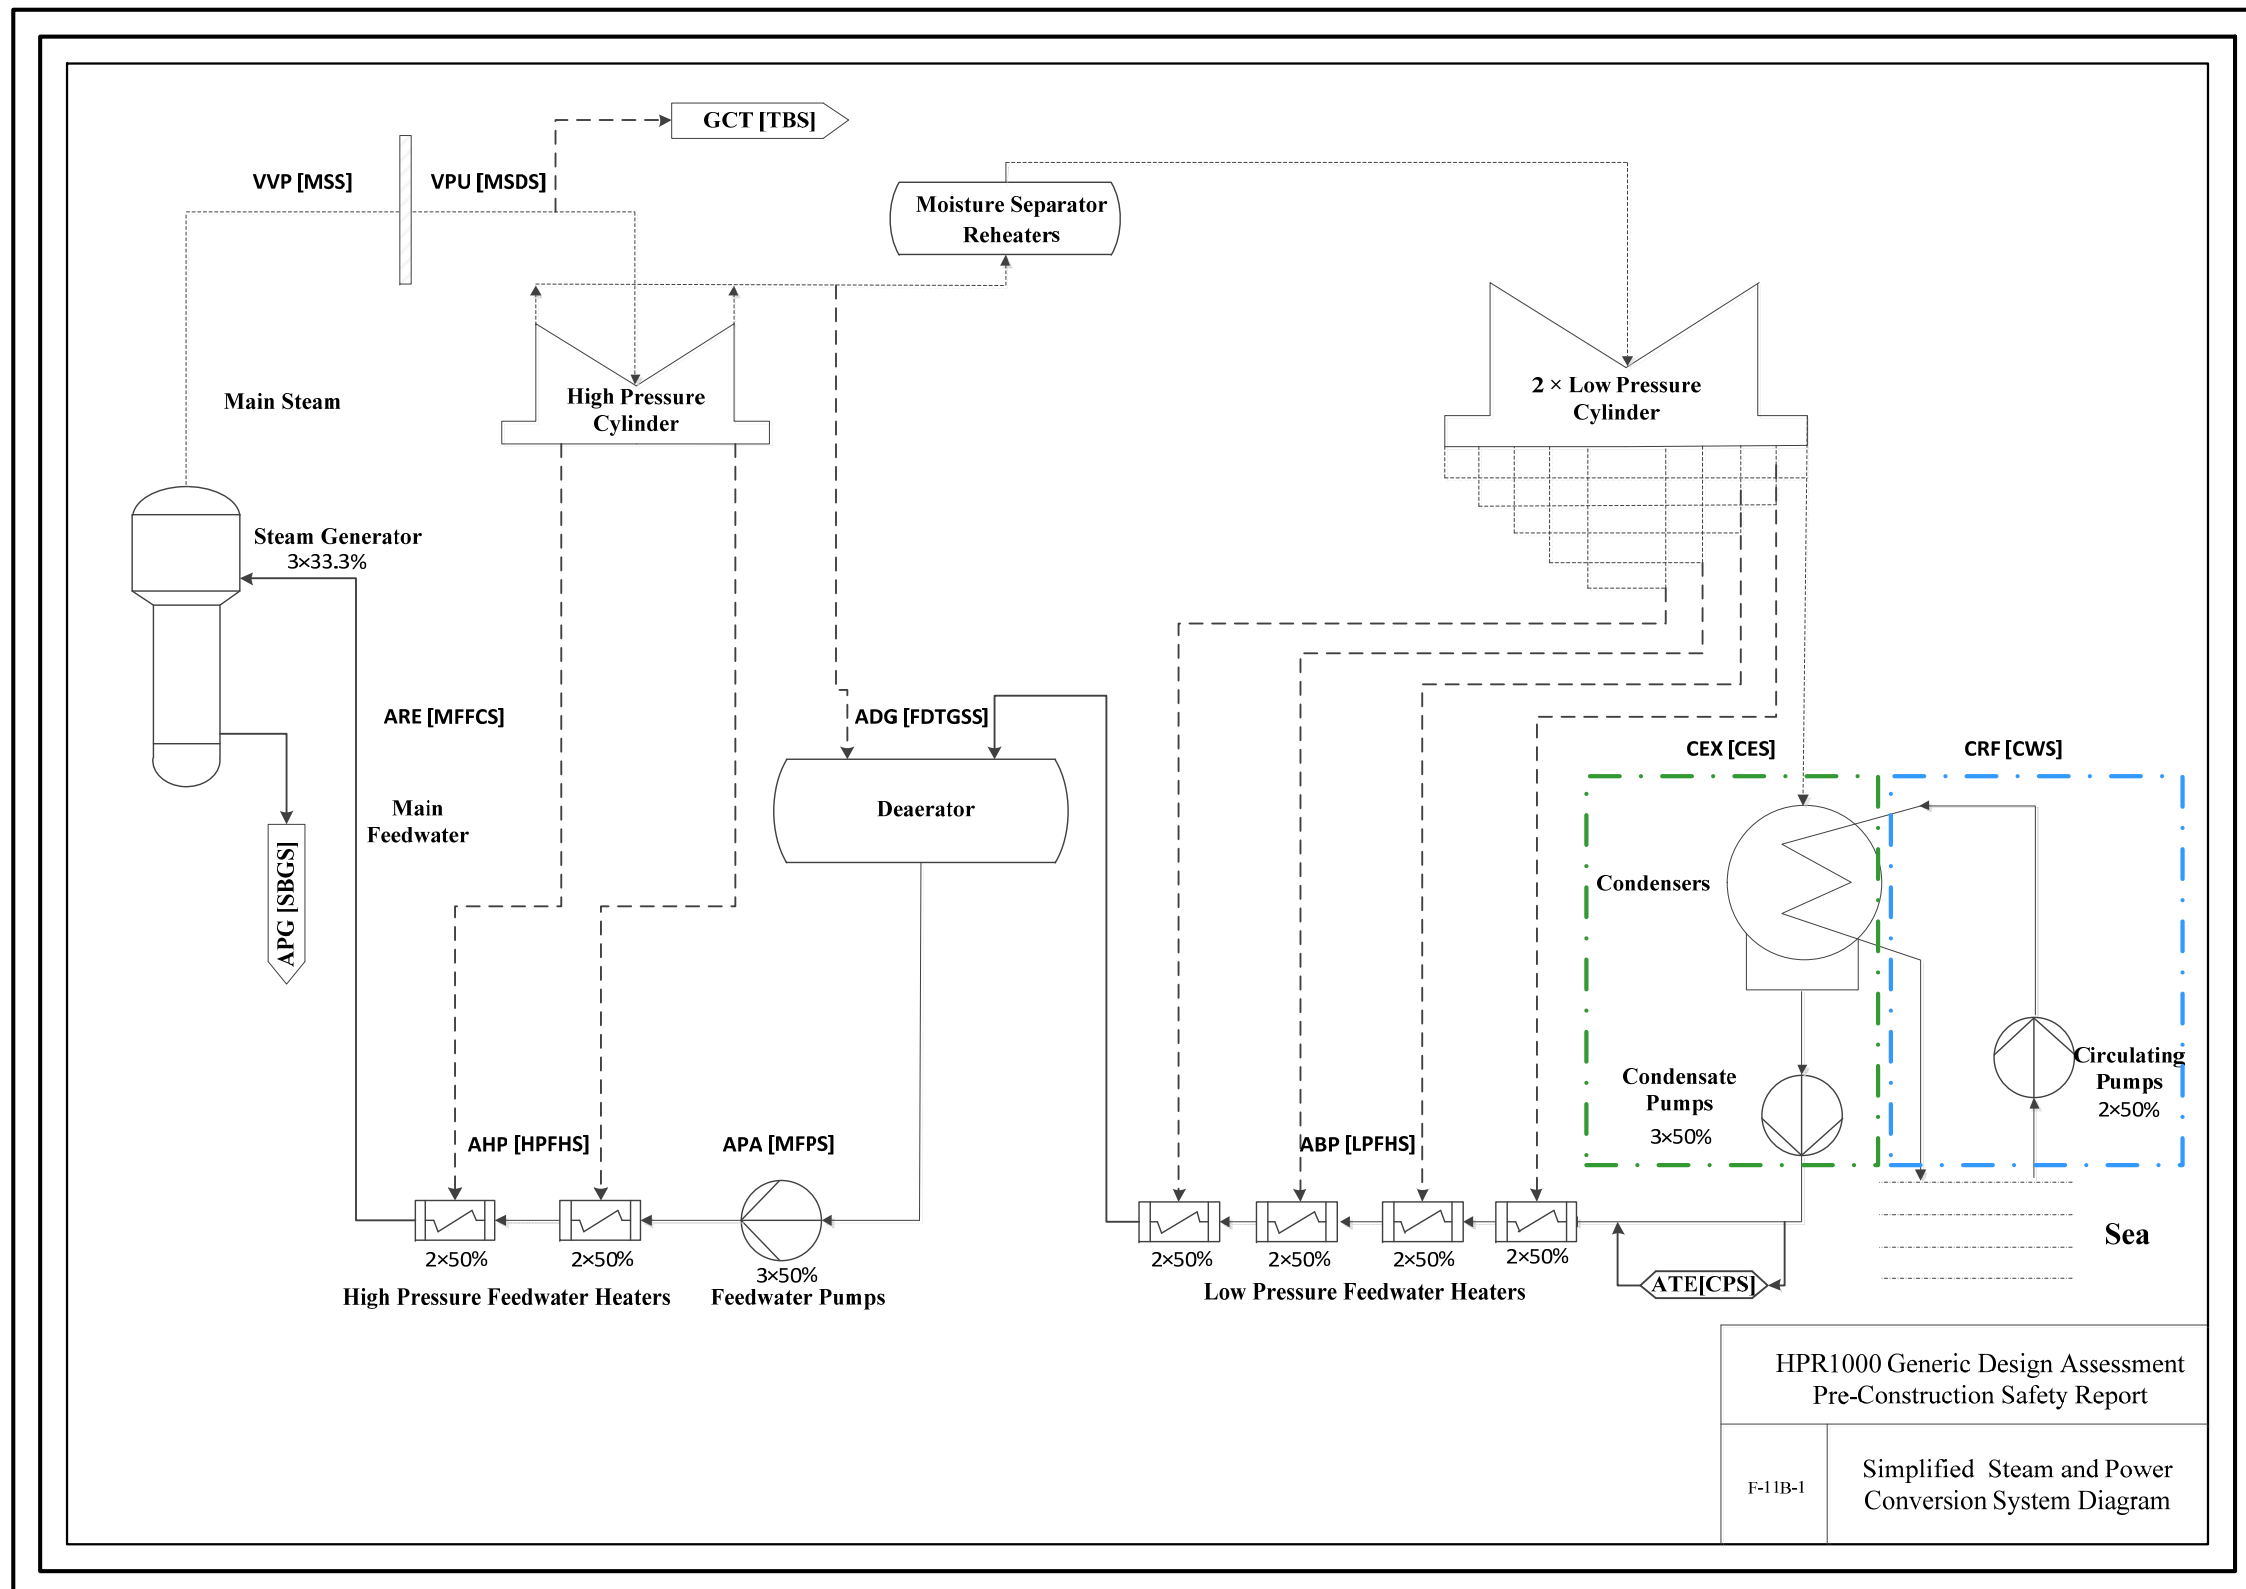 GCT [TBS]
VVP [MSS]
VPU [MSDS]
Moisture Separator
Reheaters
Main Steam
High Pressure
Cylinder
2 × Low Pressure
Cylinder
Steam Generator
3×33.3%
ARE [MFFCS]
ADG [FDTGSS]
CEX [CES]
CRF [CWS]
Main
Feedwater
Deaerator
Condensers
APG [SBGS]
Circulating
Pumps
2×50%
Condensate
Pumps
3×50%
AHP [HPFHS]
APA [MFPS]
ABP [LPFHS]
Sea
2×50%
2×50%
3×50%
2×50%
2×50%
2×50%
2×50%
High Pressure Feedwater Heaters
Feedwater Pumps
Low Pressure Feedwater Heaters
ATE[CPS]
HPR1000 Generic Design Assessment
Pre-Construction Safety Report
F-11B-1
Simplified Steam and Power
Conversion System Diagram